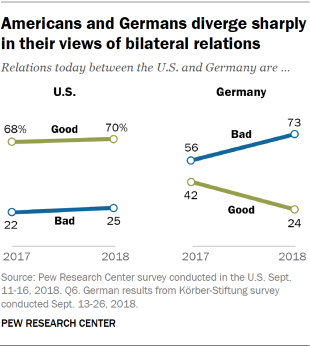 Americans and Germans diverge sharply
in their views of bilateral relations
Relations today between the U.S. and Germany are ...
U.S.
Germany
68%
Good
70%
22
Bad
25
2017
2018
56
Bad
73
42
Good
24
2017
2018
Source: Pew Research Center survey conducted in the U.S. Sept.
11-16, 2018. Q6. German results from Körber-Stiftung survey
conducted Sept. 13-26, 2018.
PEW RESEARCH CENTER